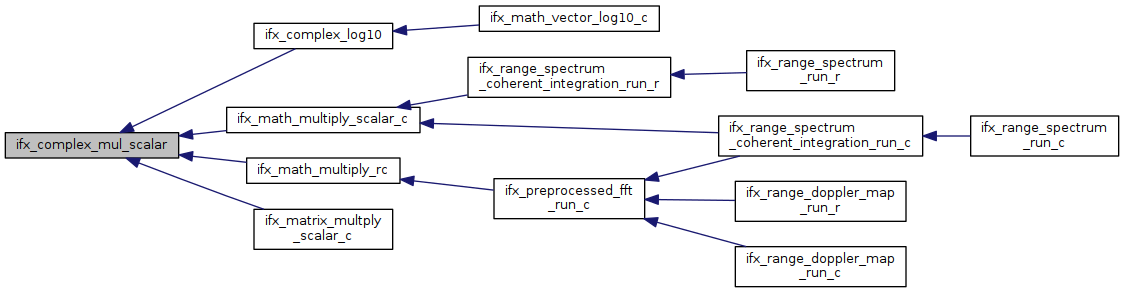 ifx_complex_mul_scalar
ifx_complex_log10
ifx_math_vector_log10_c
ifx_math_multiply_scalar_c
ifx_range_spectrum
_coherent_integration_run_r
ifx_range_spectrum
_run_r
ifx_range_spectrum
_coherent_integration_run_c
ifx_range_spectrum
_run_c
ifx_math_multiply_rc
ifx_preprocessed_fft
_run_c
ifx_range_doppler_map
_run_r
ifx_range_doppler_map
_run_c
ifx_matrix_multply
_scalar_c